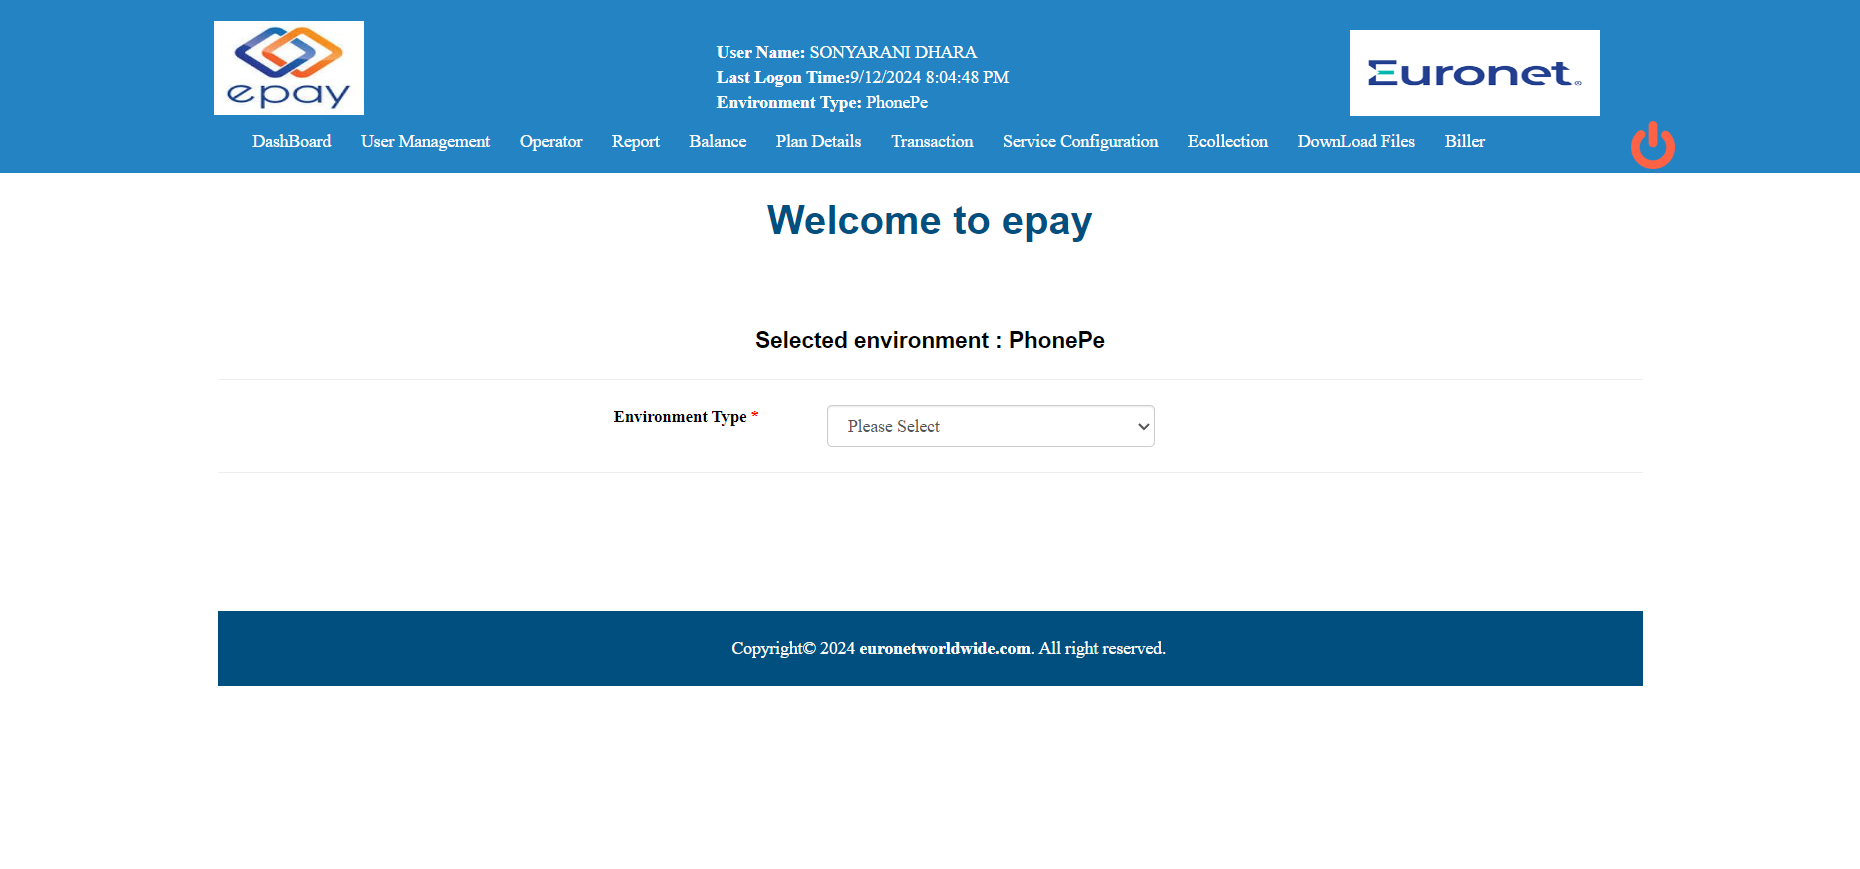 epay
User Name: SONYARANI DHARA
Last Logon Time:9/12/2024 8:04:48 PM
Environment Type: PhonePe
Euronet®
DashBoard User Management Operator Report Balance Plan Details Transaction Service Configuration Ecollection DownLoad Files Biller
Welcome to epay
Selected environment : PhonePe
Environment Type * Please Select
Copyright© 2024 euronetworldwide.com. All right reserved.